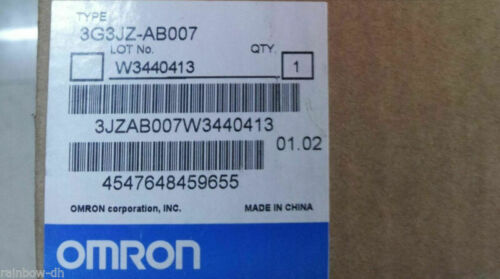 TYPE
3G3JZ-AB007
LOT No. QTY.
W3440413 1
3JZAB007W3440413
01.02
4547648459655
OMRON corporation, INC. MADE IN CHINA
OMRON
rainbow-dh